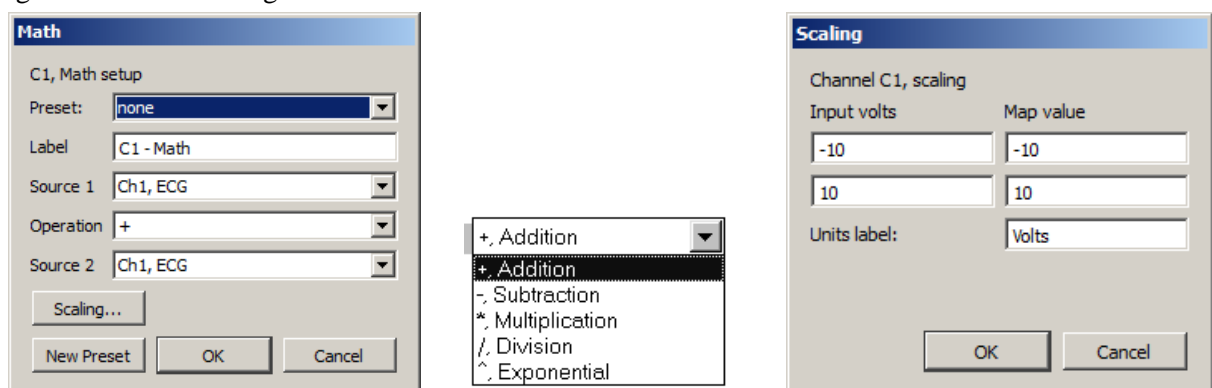 Math
C1, Math setup
Preset: none
Label C1 - Math
Source 1 Ch1, ECG
Operation +
Source 2 Ch1, ECG
Scaling...
New Preset OK Cancel
+, Addition
+, Addition
-, Subtraction
*, Multiplication
/, Division
^, Exponential
Scaling
Channel C1, scaling
Input volts Map value
-10 -10
10 10
Units label: Volts
OK Cancel